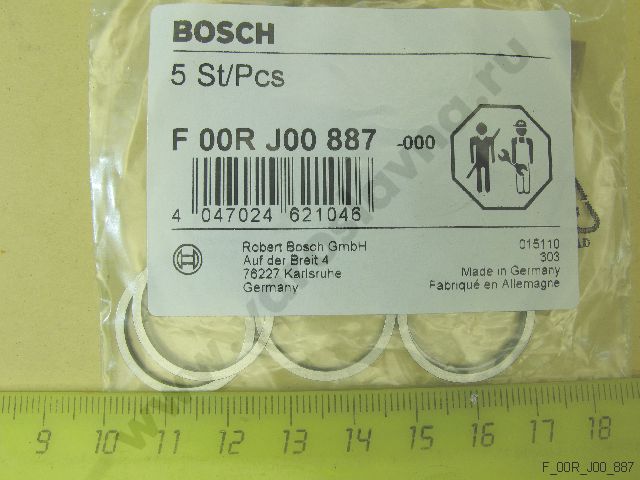 BOSCH
5 St/Pcs
F 00R J00 887 -000
4 047024 621046
Robert Bosch GmbH
Auf der Breit 4
76227 Karlsruhe
Germany
015110
303
Made in Germany
Fabriqué en Allemagne
9 10 11 12 13 14 15 16 17 18
F_00R_J00_887